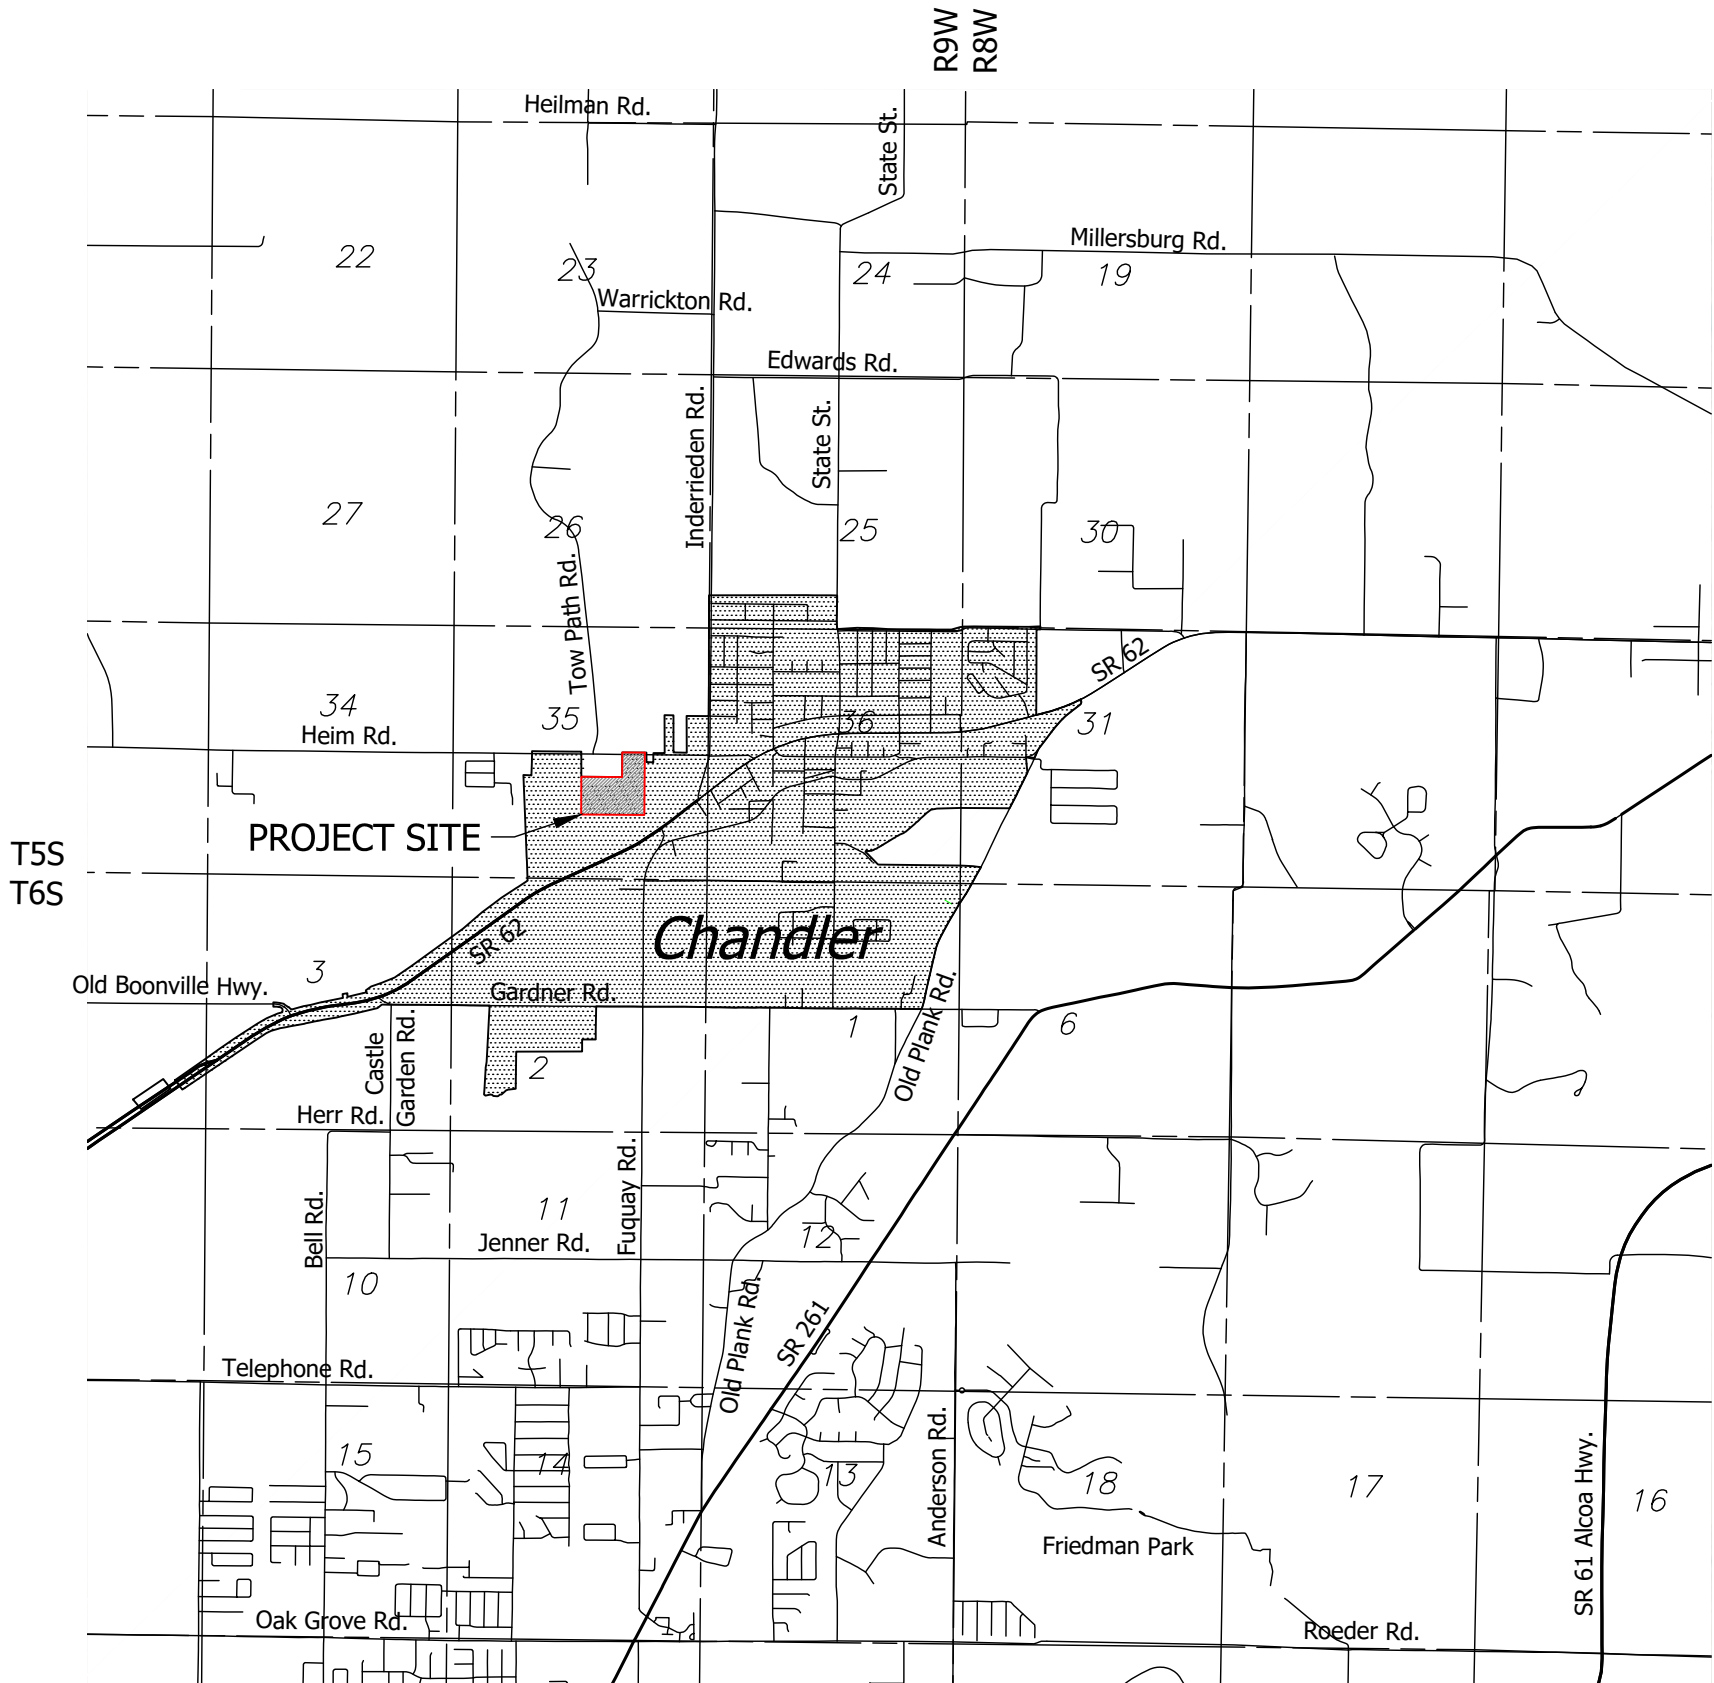 R9W
R8W
Heilman Rd.
State St.
Millersburg Rd.
22
23
24
19
Warrickton Rd.
Edwards Rd.
Inderrieden Rd.
State St.
27
26
25
30
Tow Path Rd.
SR 62
34
35
36
31
Heim Rd.
PROJECT SITE
T5S
T6S
Chandler
SR 62
3
Old Boonville Hwy.
Gardner Rd.
Old Plank Rd.
1
6
Castle
Garden Rd.
2
Herr Rd.
Bell Rd.
11
Fuquay Rd.
12
Jenner Rd.
10
Old Plank Rd.
SR 261
Telephone Rd.
15
14
13
Anderson Rd.
18
17
SR 61 Alcoa Hwy.
16
Friedman Park
Oak Grove Rd.
Roeder Rd.